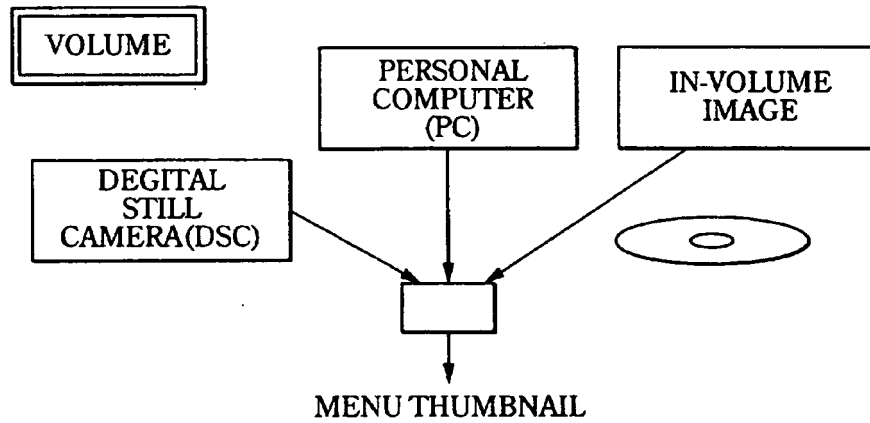 VOLUME
PERSONAL
COMPUTER
(PC)
IN-VOLUME
IMAGE
DEGITAL
STILL
CAMERA(DSC)
MENU THUMBNAIL